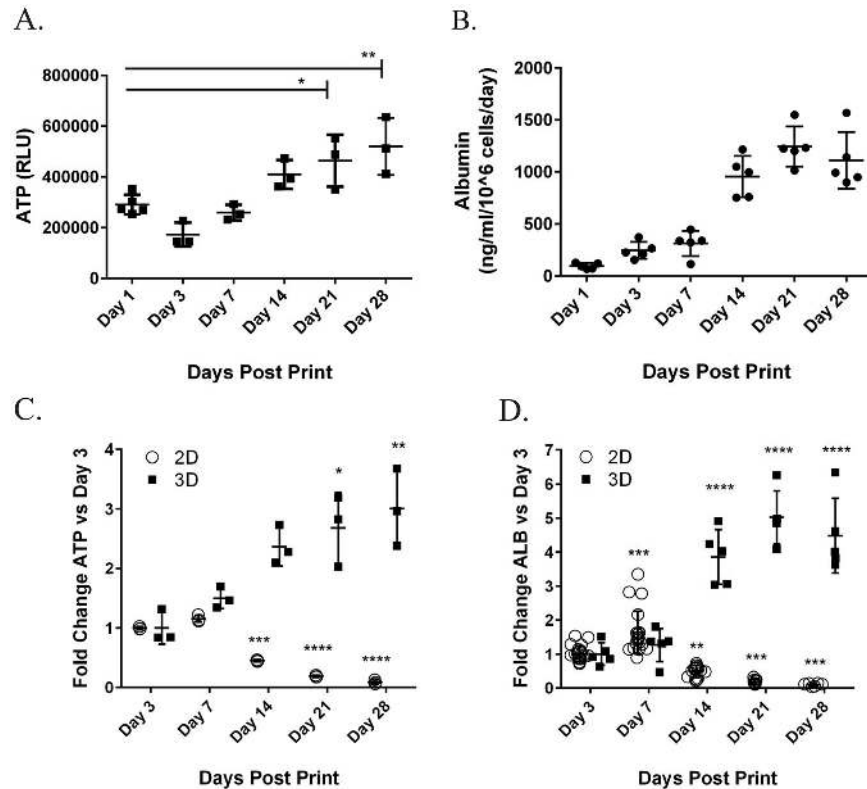 A.
ATP (RLU)
800000
600000
400000
200000
0
*
**
Day 1
Day 3
Day 7
Day 14
Day 21
Day 28
Days Post Print
B.
Albumin
(ng/ml/10^6 cells/day)
2000
1500
1000
500
0
Day 1
Day 3
Day 7
Day 14
Day 21
Day 28
Days Post Print
C.
Fold Change ATP vs Day 3
4
3
2
1
0
2D
3D
*
**
***
****
****
Day 3
Day 7
Day 14
Day 21
Day 28
Days Post Print
D.
Fold Change ALB vs Day 3
7
6
5
4
3
2
1
0
2D
3D
***
****
****
****
**
***
***
Day 3
Day 7
Day 14
Day 21
Day 28
Days Post Print